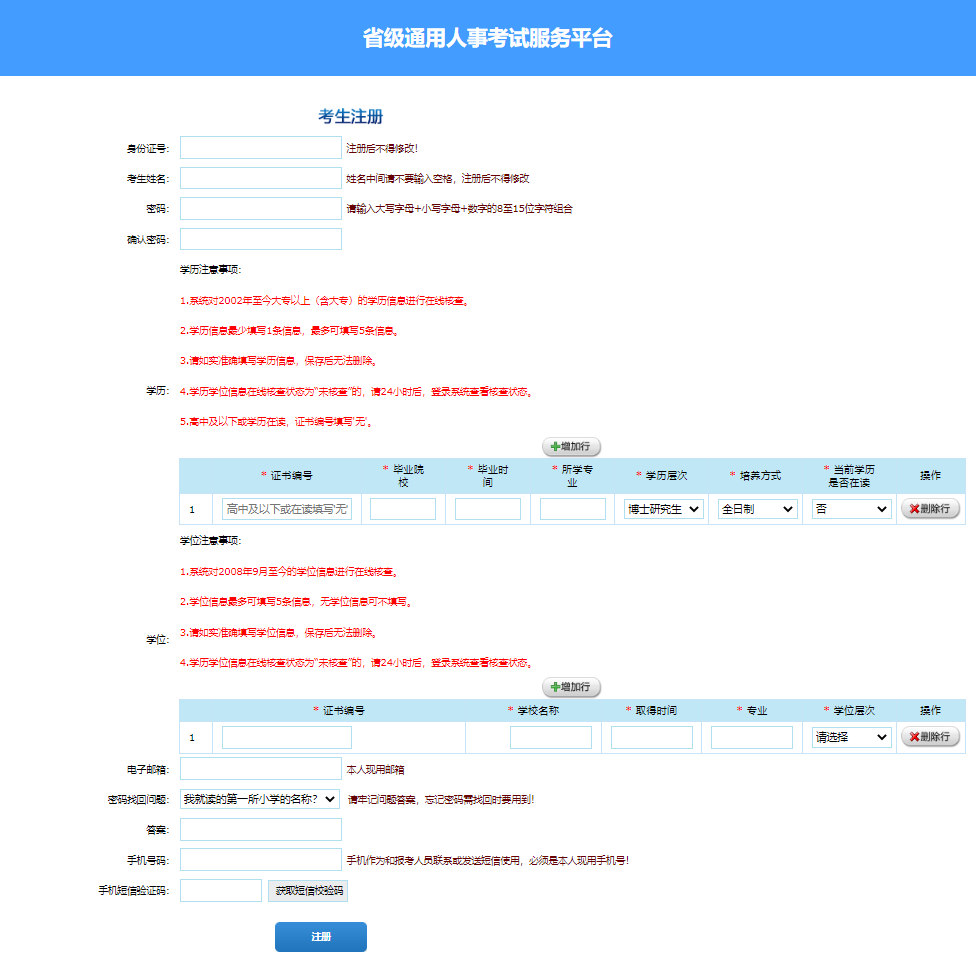 省级通用人事考试服务平台
考生注册
身份证号: 注册后不得修改!
考生姓名: 姓名中间请不要输入空格，注册后不得修改
密码: 请输入大写字母+小写字母+数字的8至15位字符组合
确认密码:
学历注意事项:
1.系统对2002年至今大专以上（含大专）的学历信息进行在线核查。
2.学历信息最少填写1条信息，最多可填写5条信息。
3.请如实准确填写学历信息，保存后无法删除。
学历: 4.学历学位信息在线核查状态为“未核查”的，请24小时后，登录系统查看核查状态。
5.高中及以下或学历在读，证书编号填写'无'。
增加行
* 证书编号 * 毕业院校 * 毕业时间 * 所学专业 * 学历层次 * 培养方式 * 当前学历是否在读 操作
1 高中及以下或在读填写'无' 博士研究生 全日制 否 删除行
学位注意事项:
1.系统对2008年9月至今的学位信息进行在线核查。
2.学位信息最多可填写5条信息，无学位信息可不填写。
学位: 3.请如实准确填写学位信息，保存后无法删除。
4.学历学位信息在线核查状态为“未核查”的，请24小时后，登录系统查看核查状态。
增加行
* 证书编号 * 学校名称 * 取得时间 * 专业 * 学位层次 操作
1 请选择 删除行
电子邮箱: 本人现用邮箱
密码找回问题: 我就读的第一所小学的名称? 请牢记问题答案，忘记密码需找回时要用到!
答案:
手机号码: 手机作为和报考人员联系或发送短信使用，必须是本人现用手机号!
手机短信验证码: 获取短信校验码
注册